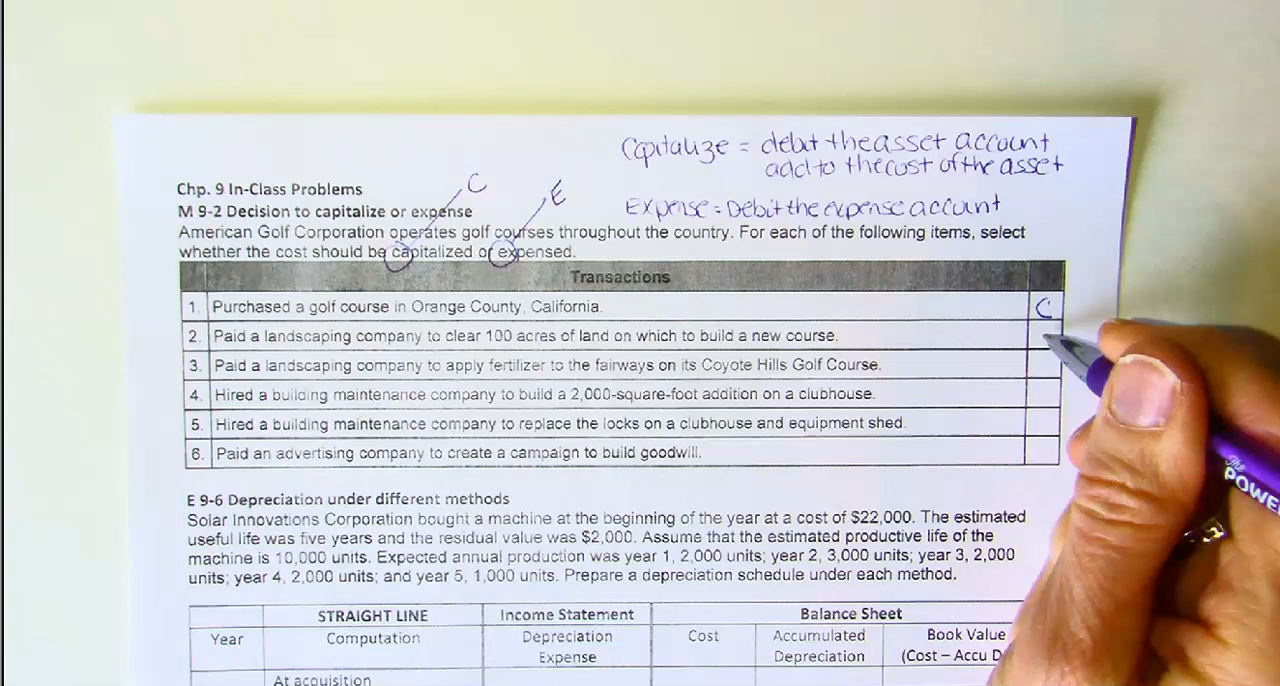 Capitalize = debit the asset account
add to the cost of the asset
Chp. 9 In-Class Problems
C
E
M 9-2 Decision to capitalize or expense
Expense = Debit the expense account
American Golf Corporation operates golf courses throughout the country. For each of the following items, select
whether the cost should be capitalized or expensed.
Transactions
1. Purchased a golf course in Orange County, California. C
2. Paid a landscaping company to clear 100 acres of land on which to build a new course.
3. Paid a landscaping company to apply fertilizer to the fairways on its Coyote Hills Golf Course.
4. Hired a building maintenance company to build a 2,000-square-foot addition on a clubhouse.
5. Hired a building maintenance company to replace the locks on a clubhouse and equipment shed.
6. Paid an advertising company to create a campaign to build goodwill.
The
POWE
E 9-6 Depreciation under different methods
Solar Innovations Corporation bought a machine at the beginning of the year at a cost of $22,000. The estimated
useful life was five years and the residual value was $2,000. Assume that the estimated productive life of the
machine is 10,000 units. Expected annual production was year 1, 2,000 units; year 2, 3,000 units; year 3, 2,000
units; year 4, 2,000 units; and year 5, 1,000 units. Prepare a depreciation schedule under each method.
STRAIGHT LINE Income Statement Balance Sheet
Year Computation Depreciation Cost Accumulated Book Value
Expense Depreciation (Cost – Accu D
At acquisition